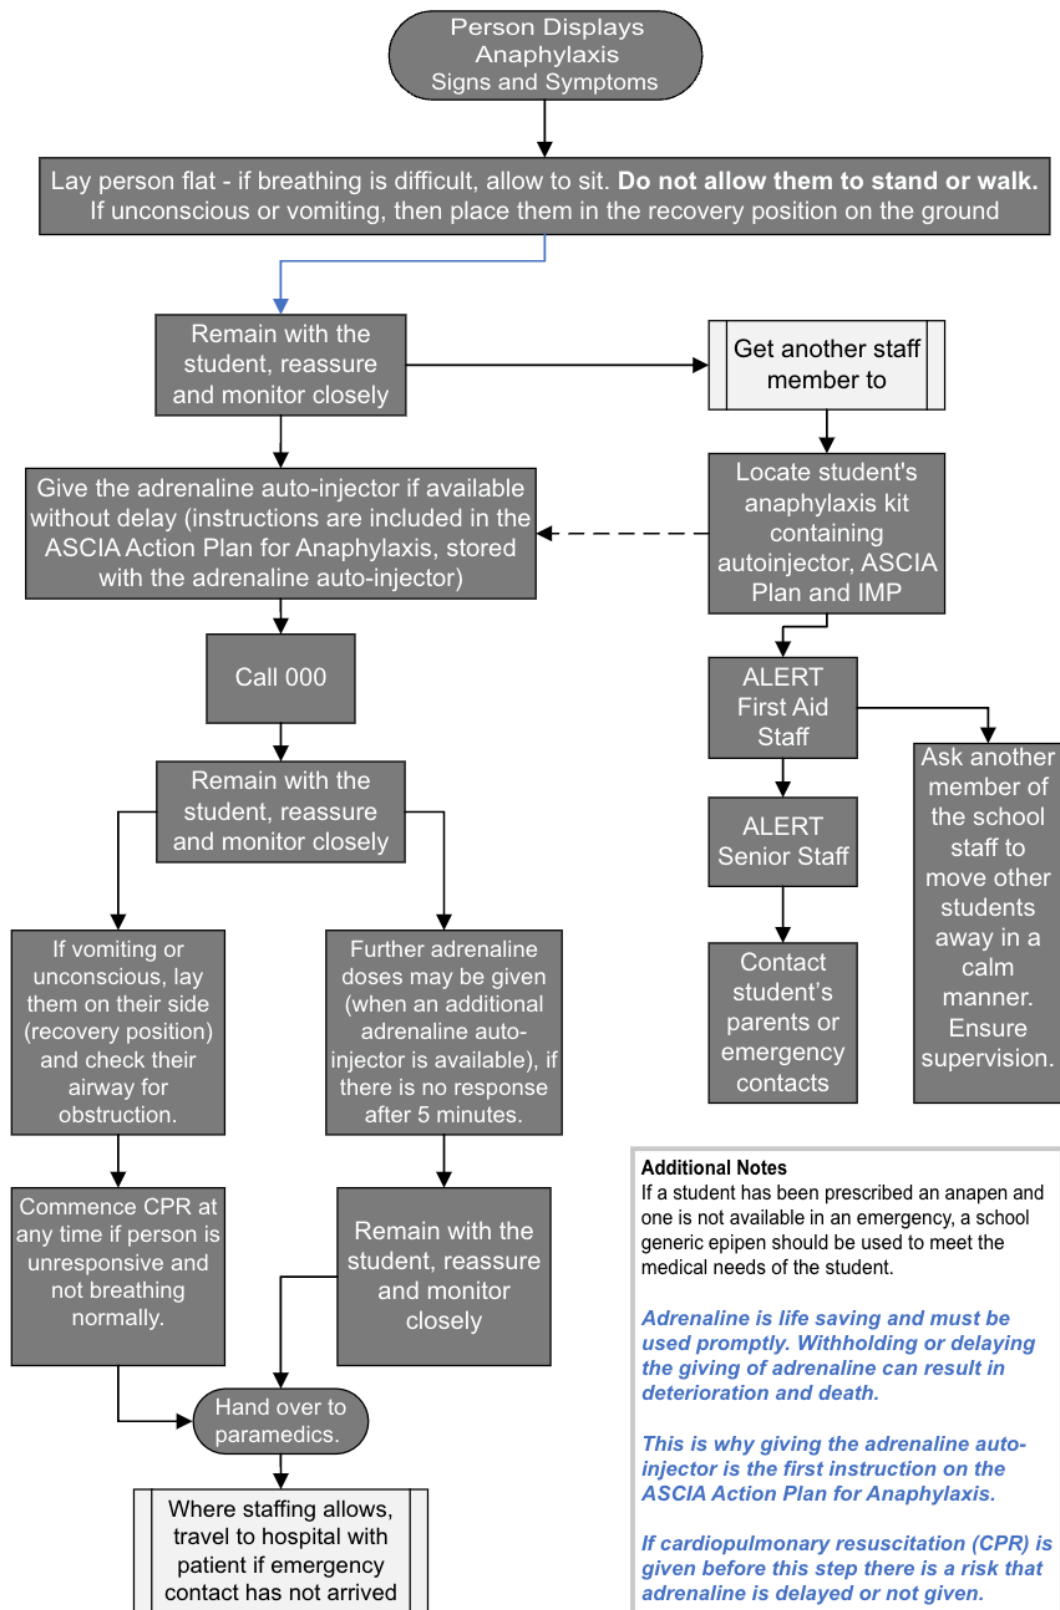 Person Displays
Anaphylaxis
Signs and Symptoms
Lay person flat - if breathing is difficult, allow to sit. Do not allow them to stand or walk.
If unconscious or vomiting, then place them in the recovery position on the ground
Remain with the
student, reassure
and monitor closely
Get another staff
member to
Give the adrenaline auto-injector if available
without delay (instructions are included in the
ASCIA Action Plan for Anaphylaxis, stored
with the adrenaline auto-injector)
Locate student's
anaphylaxis kit
containing
autoinjector, ASCIA
Plan and IMP
Call 000
ALERT
First Aid
Staff
Remain with the
student, reassure
and monitor closely
ALERT
Senior Staff
Ask another
member of
the school
staff to
move other
students
away in a
calm
manner.
Ensure
supervision.
If vomiting or
unconscious, lay
them on their side
(recovery position)
and check their
airway for
obstruction.
Further adrenaline
doses may be given
(when an additional
adrenaline auto-
injector is available), if
there is no response
after 5 minutes.
Contact
student’s
parents or
emergency
contacts
Commence CPR at
any time if person is
unresponsive and
not breathing
normally.
Remain with the
student, reassure
and monitor
closely
Hand over to
paramedics.
Where staffing allows,
travel to hospital with
patient if emergency
contact has not arrived
Additional Notes
If a student has been prescribed an anapen and
one is not available in an emergency, a school
generic epipen should be used to meet the
medical needs of the student.
Adrenaline is life saving and must be
used promptly. Withholding or delaying
the giving of adrenaline can result in
deterioration and death.
This is why giving the adrenaline auto-
injector is the first instruction on the
ASCIA Action Plan for Anaphylaxis.
If cardiopulmonary resuscitation (CPR) is
given before this step there is a risk that
adrenaline is delayed or not given.